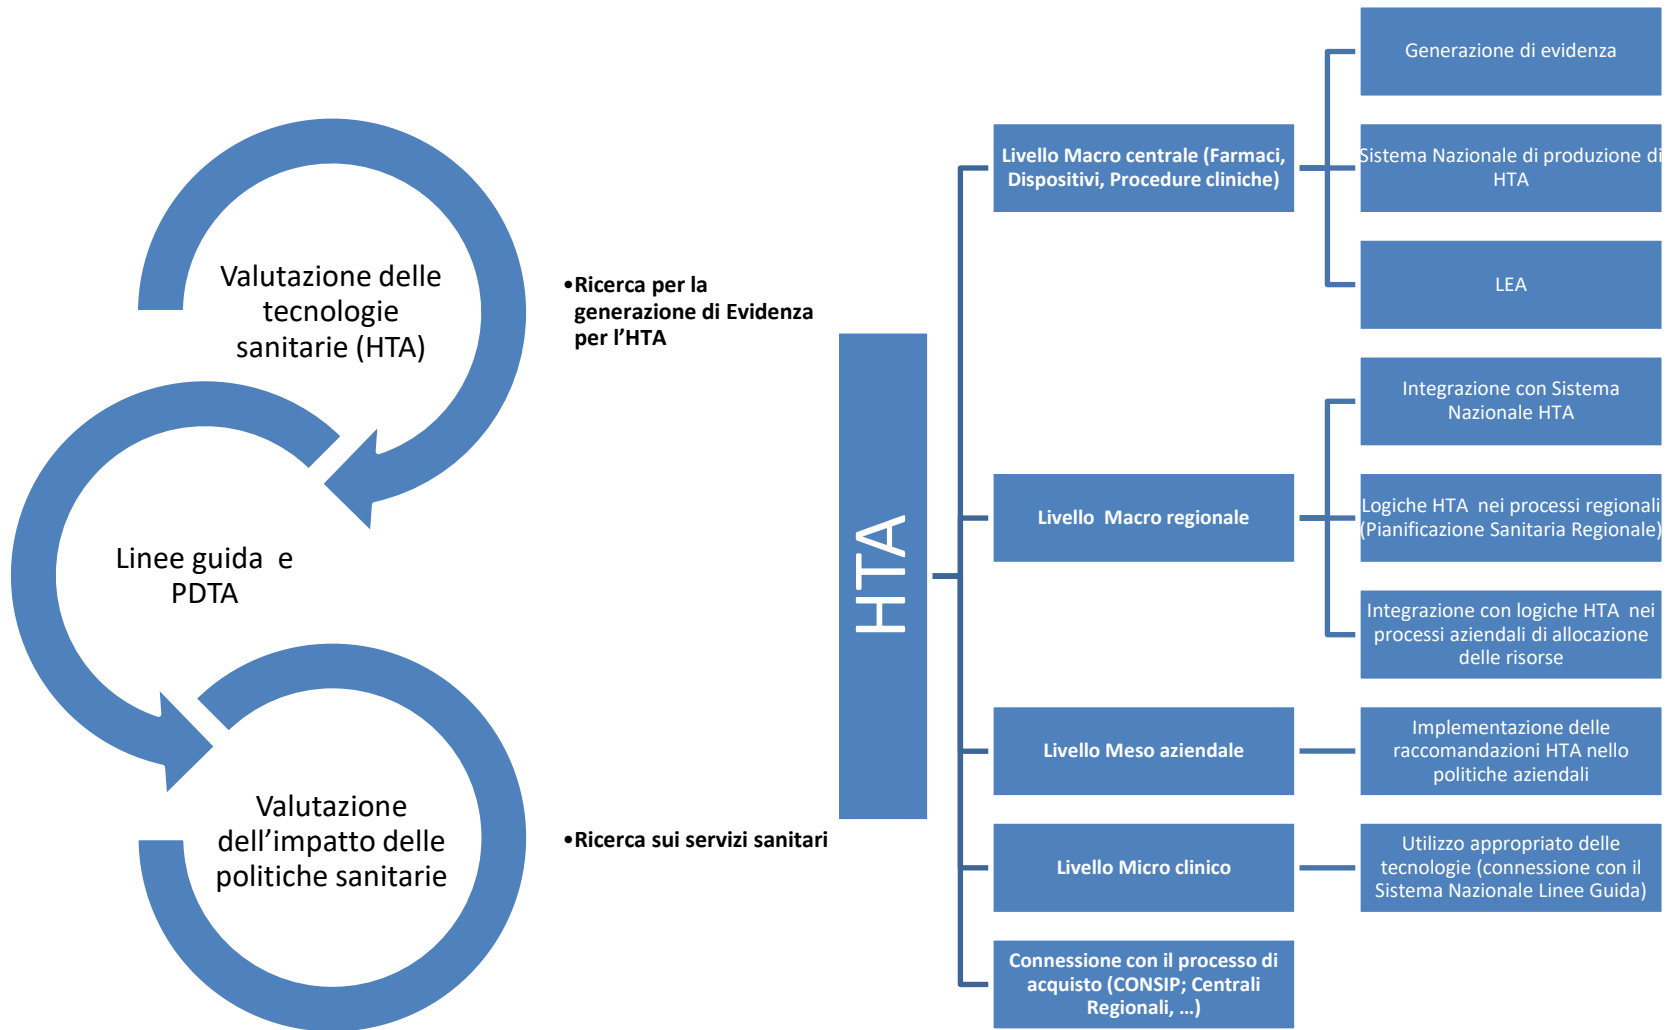 Valutazione delle
tecnologie
sanitarie (HTA)
•Ricerca per la
generazione di Evidenza
per l'HTA
Linee guida e
PDTA
Valutazione
dell'impatto delle
politiche sanitarie
•Ricerca sui servizi sanitari
HTA
Livello Macro centrale (Farmaci,
Dispositivi, Procedure cliniche)
Generazione di evidenza
Sistema Nazionale di produzione di
HTA
LEA
Livello Macro regionale
Integrazione con Sistema
Nazionale HTA
Logiche HTA nei processi regionali
(Pianificazione Sanitaria Regionale)
Integrazione con logiche HTA nei
processi aziendali di allocazione
delle risorse
Livello Meso aziendale
Implementazione delle
raccomandazioni HTA nello
politiche aziendali
Livello Micro clinico
Utilizzo appropriato delle
tecnologie (connessione con il
Sistema Nazionale Linee Guida)
Connessione con il processo di
acquisto (CONSIP; Centrali
Regionali, ...)